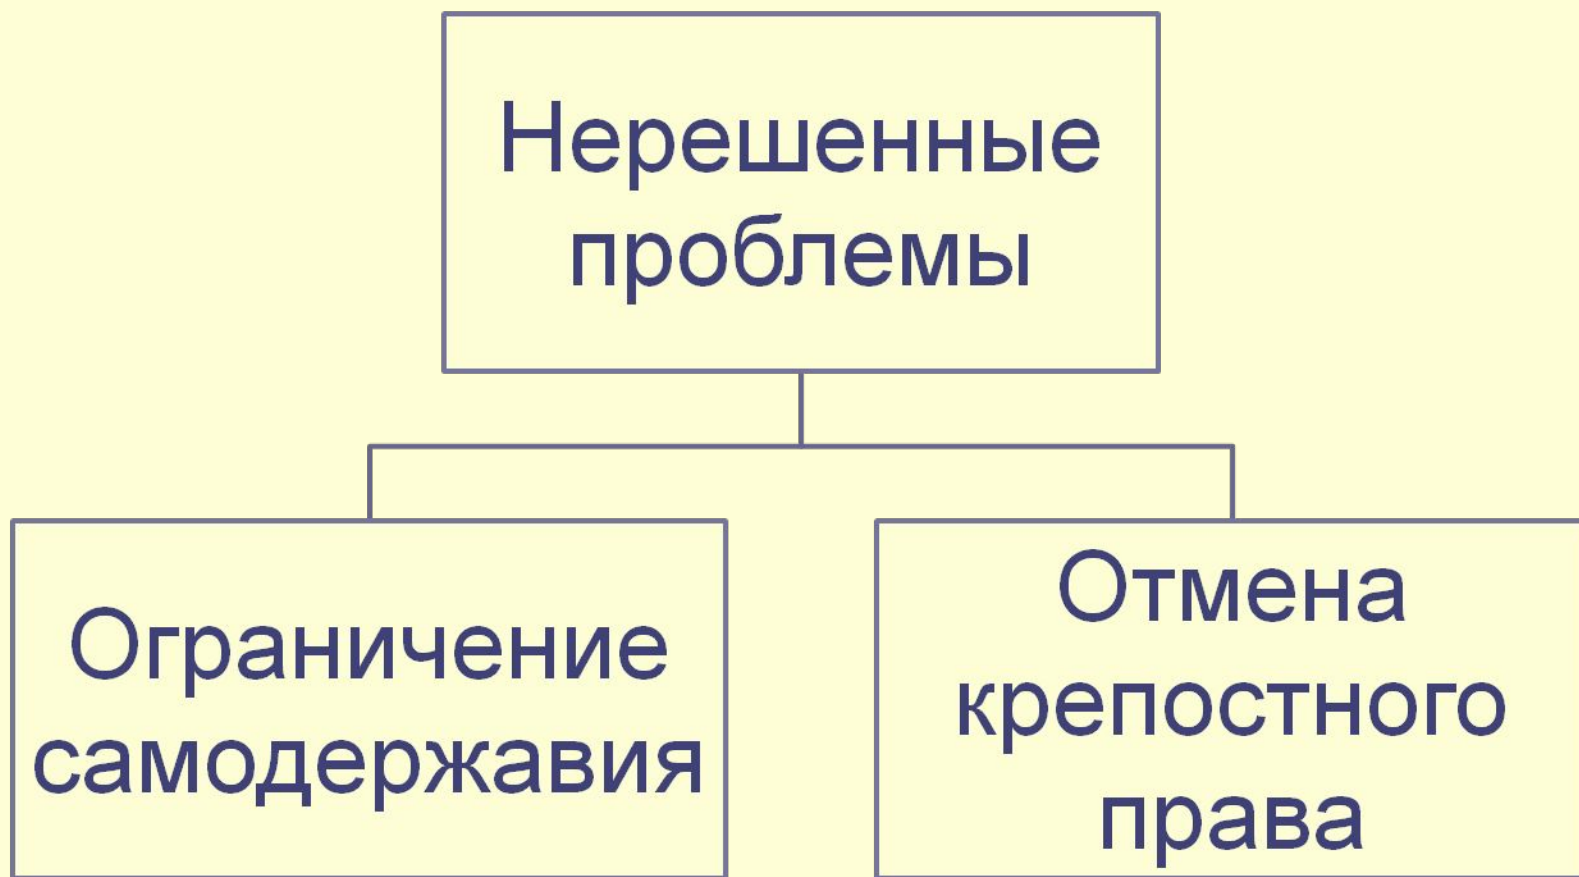 Нерешенные
проблемы
Ограничение
самодержавия
Отмена
крепостного
права